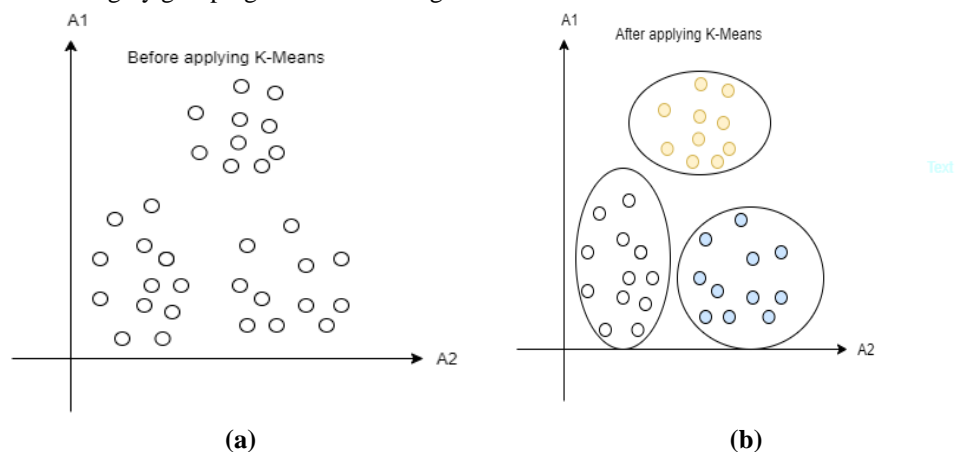 A1
Before applying K-Means
A2
(a)
A1
After applying K-Means
Text
A2
(b)